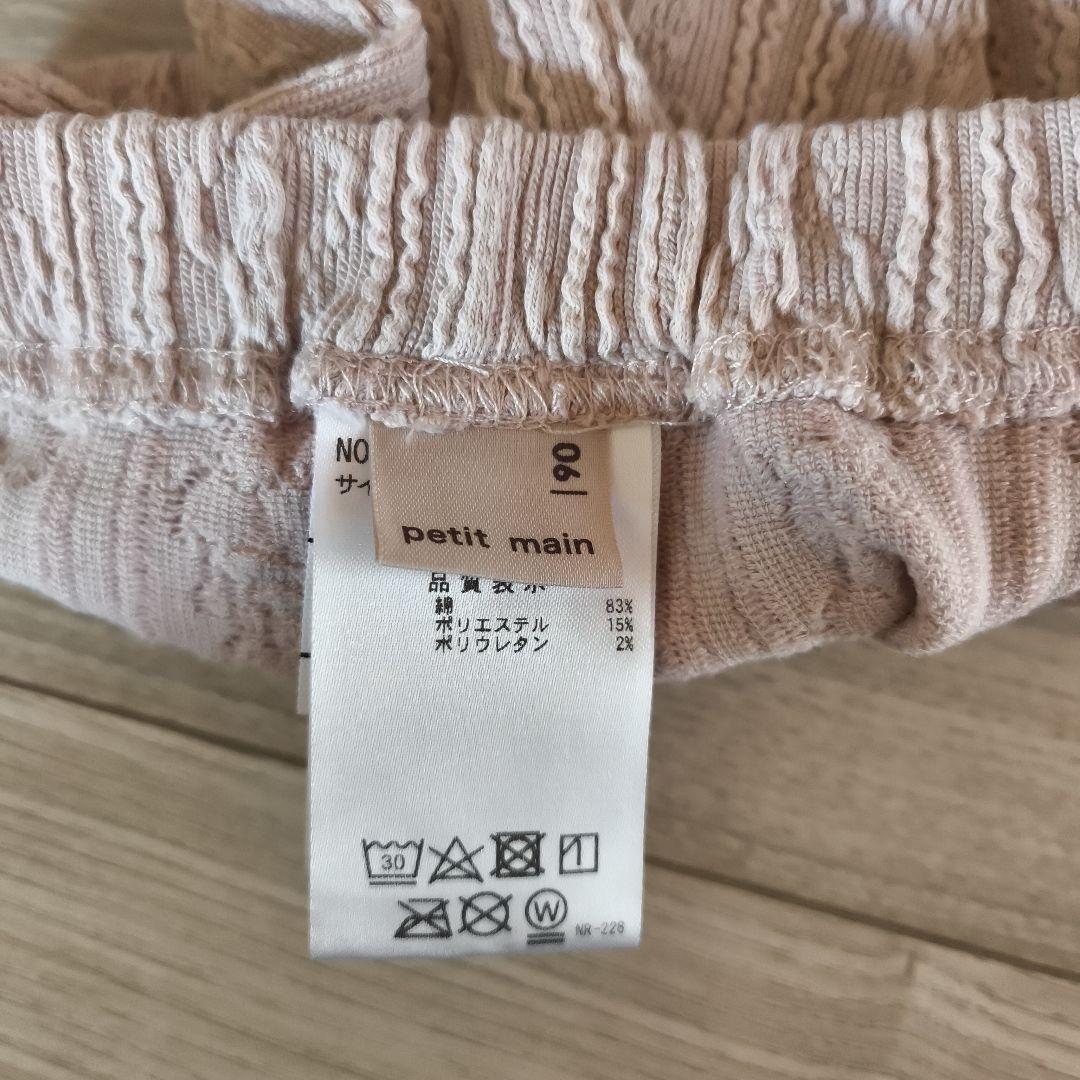 NO
サイ
90
petit main
品質表示
綿 83%
ポリエステル 15%
ポリウレタン 2%
30
W
NR-228